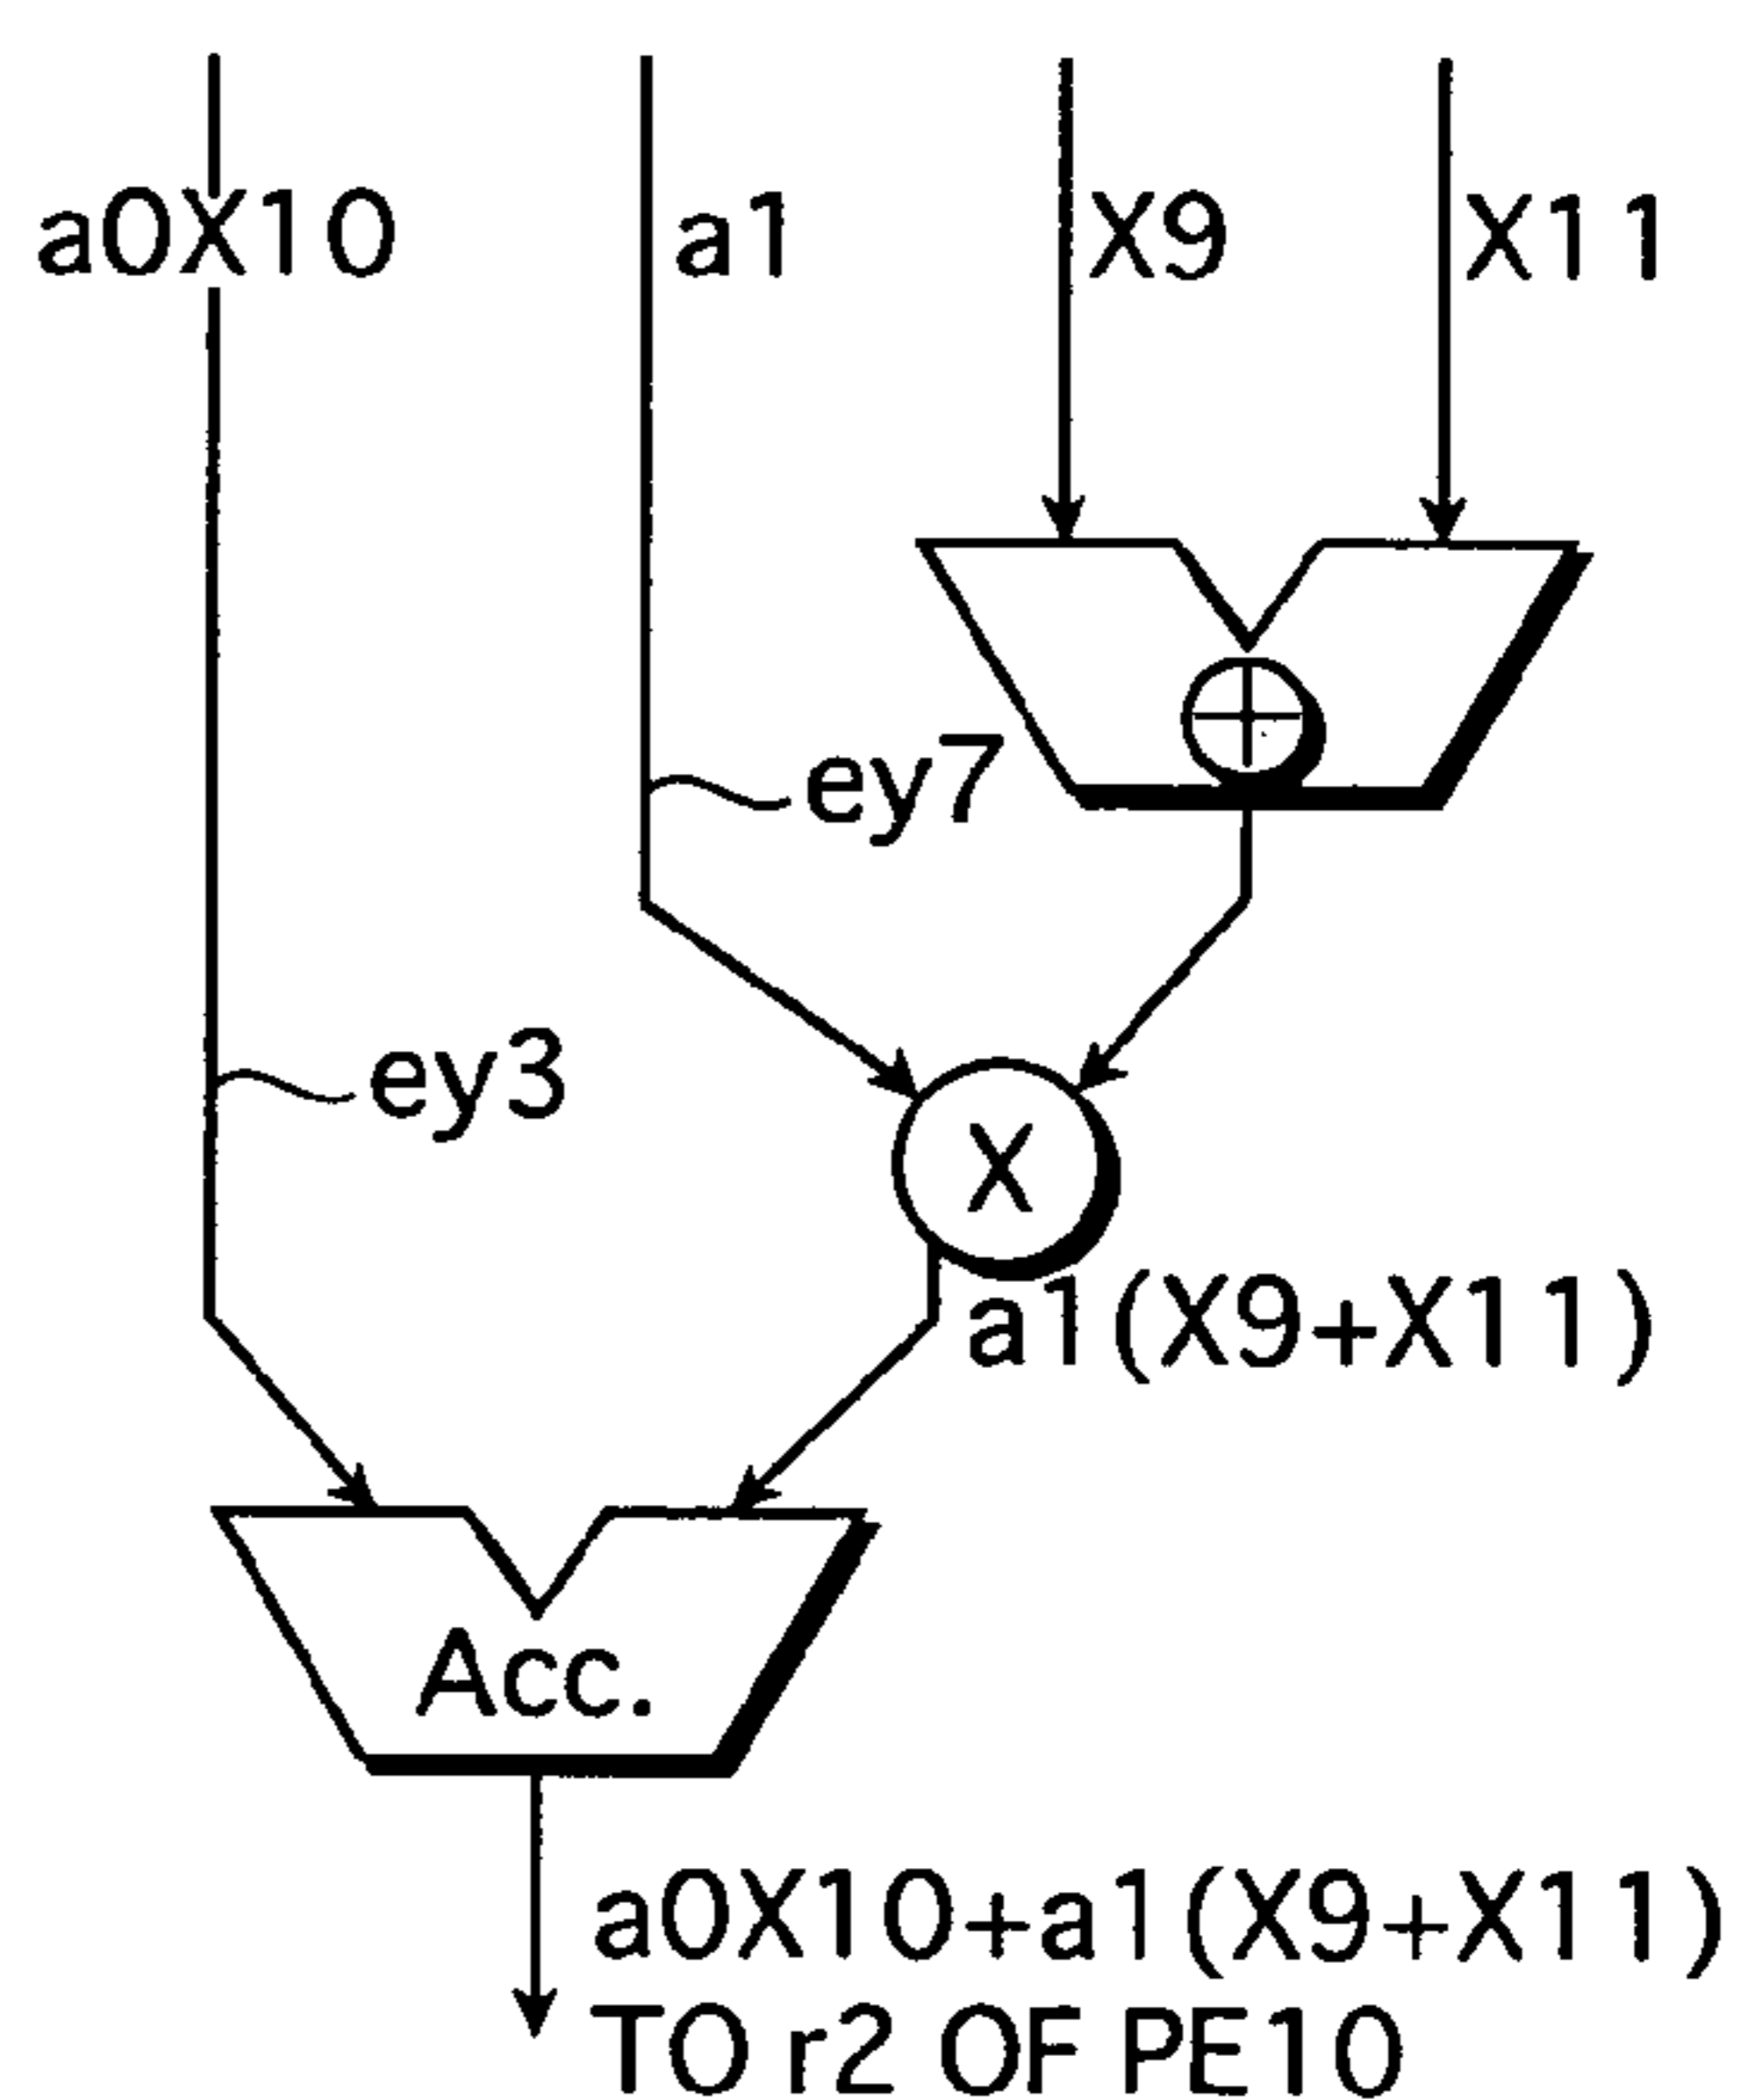 a0X10
a1
X9
X11
ey7
ey3
X
a1(X9+X11)
Acc.
a0X10+a1(X9+X11)
TO r2 OF PE10